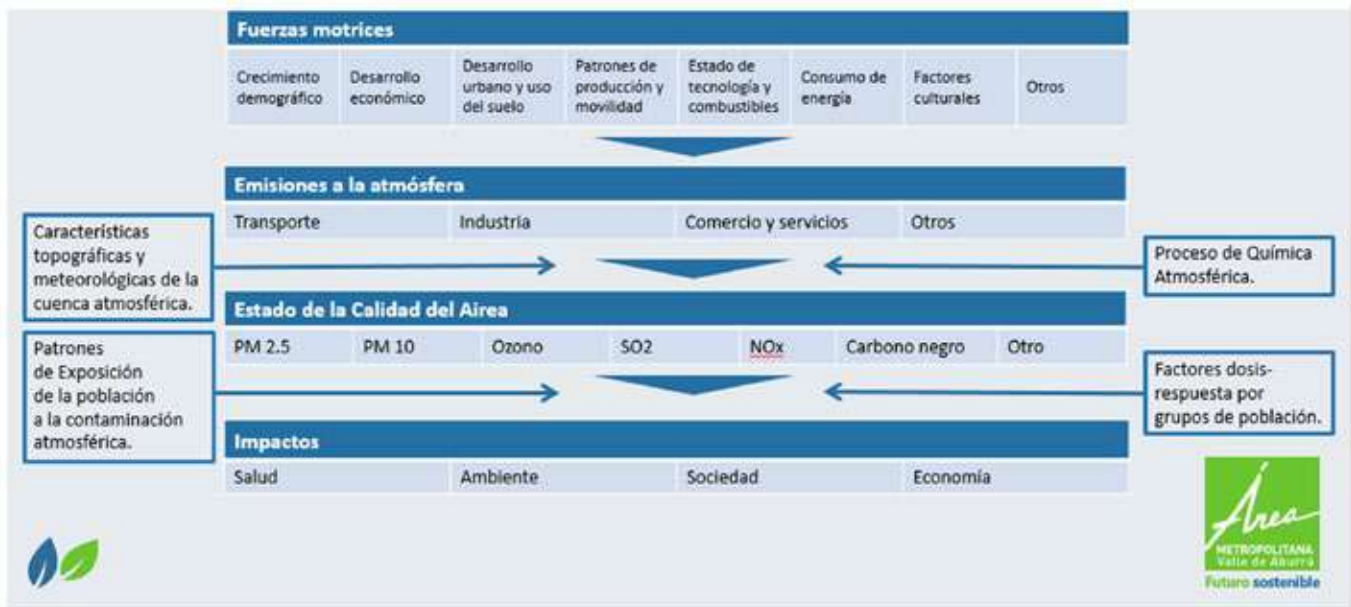 Fuerzas motrices
Crecimiento
demográfico
Desarrollo
económico
Desarrollo
urbano y uso
del suelo
Patrones de
producción y
movilidad
Estado de
tecnología y
combustibles
Consumo de
energía
Factores
culturales
Otros
Emisiones a la atmósfera
Transporte
Industria
Comercio y servicios
Otros
Características
topográficas y
meteorológicas de la
cuenca atmosférica.
Proceso de Química
Atmosférica.
Estado de la Calidad del Airea
PM 2.5
PM 10
Ozono
SO2
NOx
Carbono negro
Otro
Patrones
de Exposición
de la población
a la contaminación
atmosférica.
Factores dosis-
respuesta por
grupos de población.
Impactos
Salud
Ambiente
Sociedad
Economía
Área
METROPOLITANA
Valle de Aburrá
Futuro sostenible